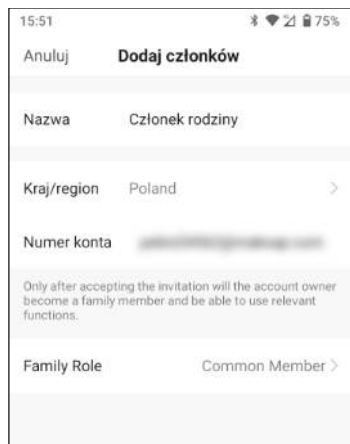 15:51 75%
Anuluj Dodaj członków
Nazwa Członek rodziny
Kraj/region Poland >
Numer konta
Only after accepting the invitation will the account owner
become a family member and be able to use relevant
functions.
Family Role Common Member >